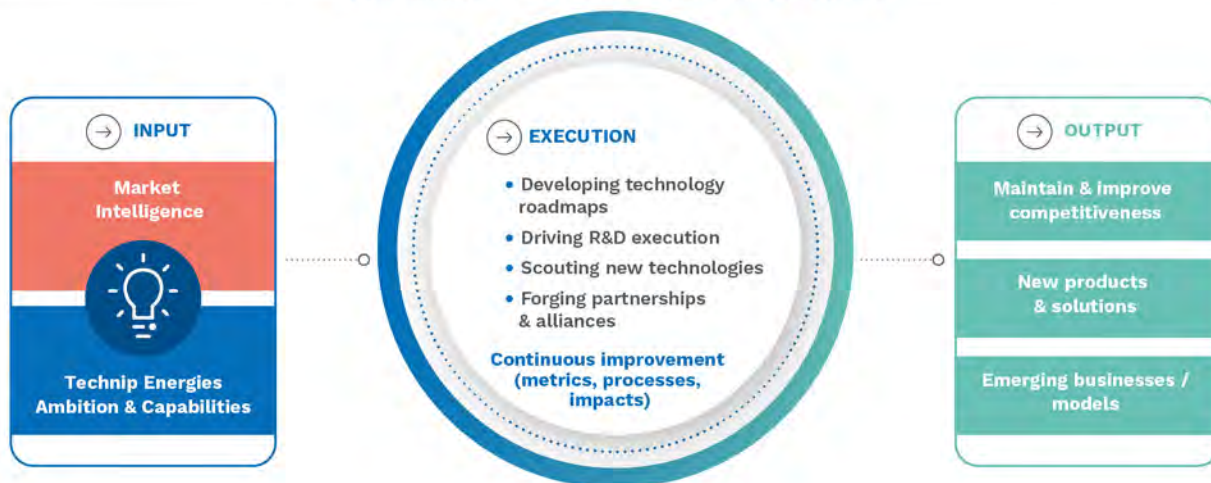 INPUT
Market
Intelligence
Technip Energies
Ambition & Capabilities
EXECUTION
• Developing technology
roadmaps
• Driving R&D execution
• Scouting new technologies
• Forging partnerships
& alliances
Continuous improvement
(metrics, processes,
impacts)
OUTPUT
Maintain & improve
competitiveness
New products
& solutions
Emerging businesses /
models